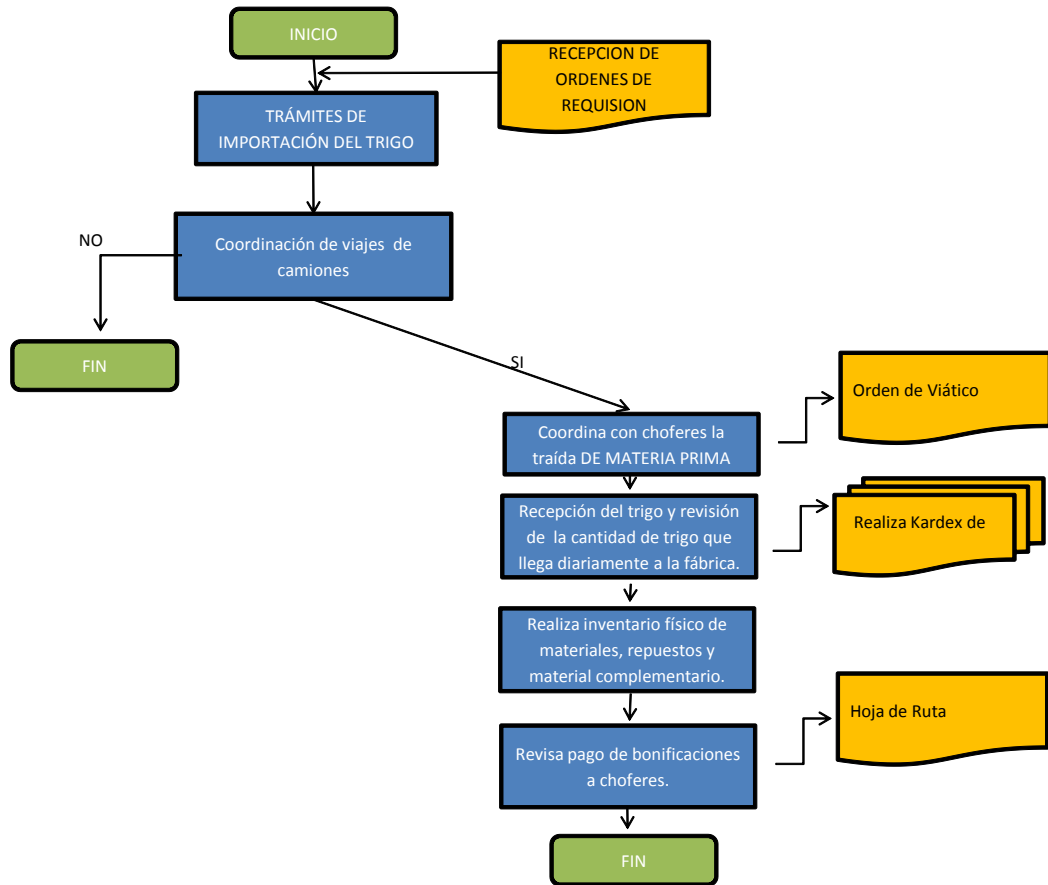 INICIO
RECEPCION DE
ORDENES DE
REQUISION
TRÁMITES DE
IMPORTACIÓN DEL TRIGO
NO
Coordinación de viajes de
camiones
FIN
SI
Orden de Viático
Coordina con choferes la
traída DE MATERIA PRIMA
Recepción del trigo y revisión
de la cantidad de trigo que
llega diariamente a la fábrica.
Realiza Kardex de
Realiza inventario físico de
materiales, repuestos y
material complementario.
Hoja de Ruta
Revisa pago de bonificaciones
a choferes.
FIN